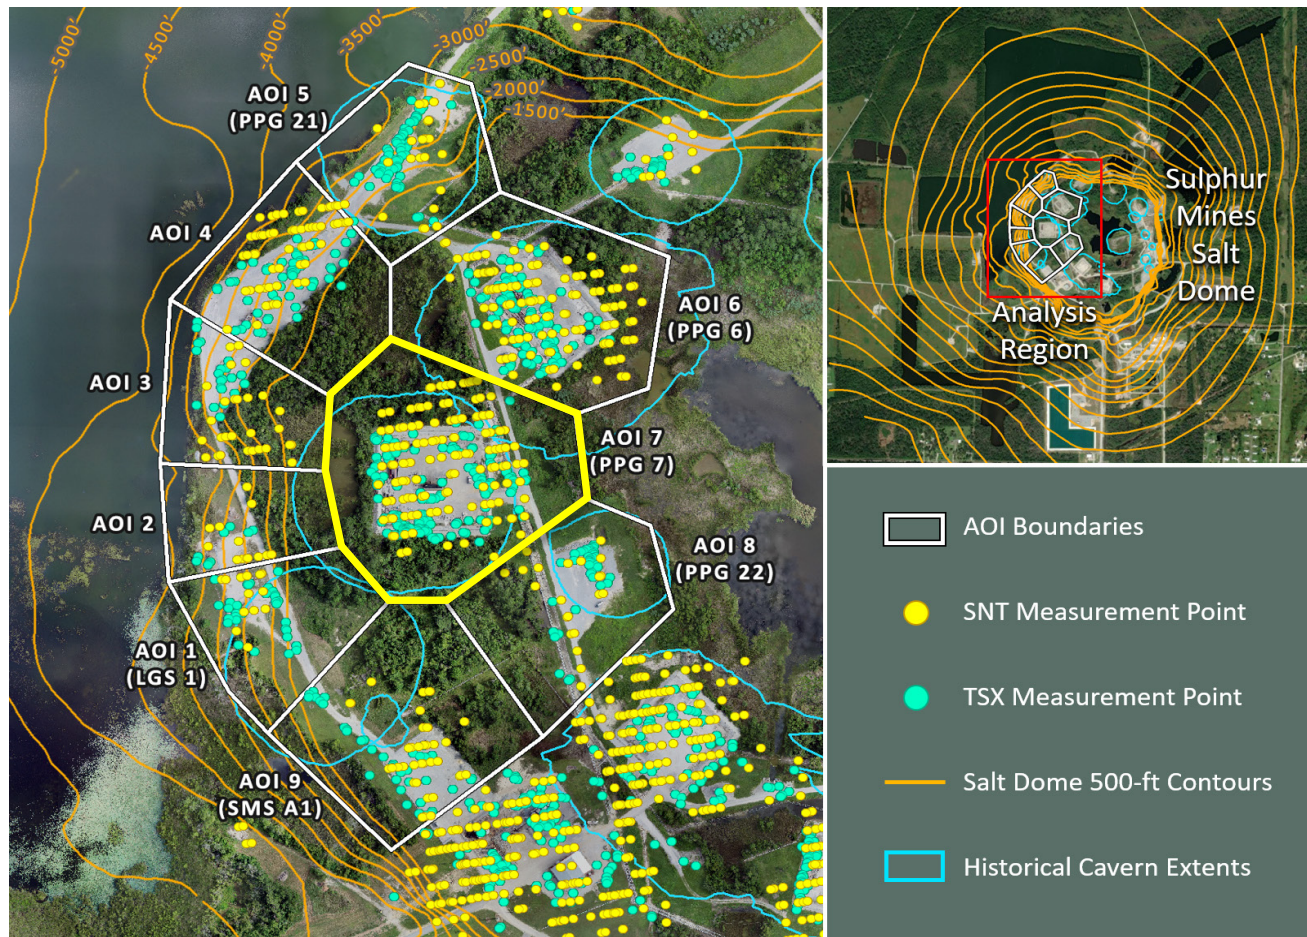 -5000'
-4500'
-4000'
-3500'
-3000'
-2500'
-2000'
-1500'
AOI 5
(PPG 21)
AOI 4
AOI 3
AOI 2
AOI 1
(LGS 1)
AOI 9
(SMS A1)
AOI 6
(PPG 6)
AOI 7
(PPG 7)
AOI 8
(PPG 22)
Sulphur
Mines
Salt
Dome
Analysis
Region
AOI Boundaries
SNT Measurement Point
TSX Measurement Point
Salt Dome 500-ft Contours
Historical Cavern Extents